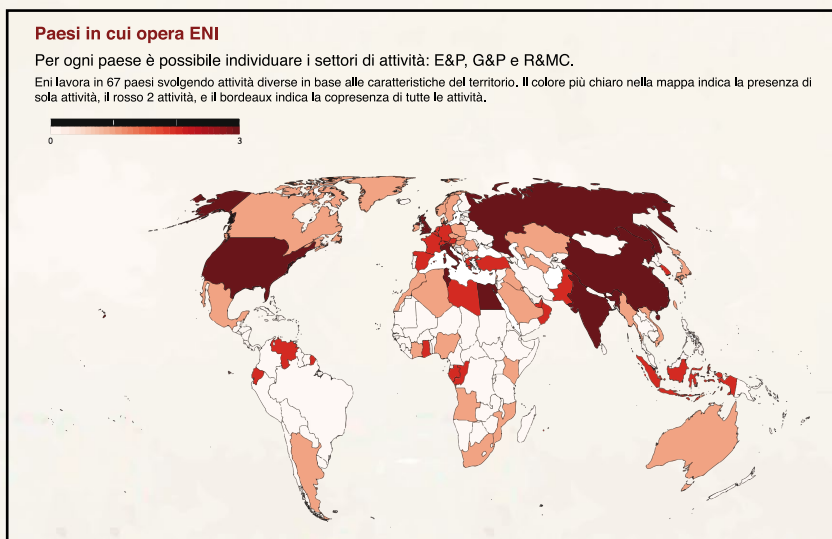 Paesi in cui opera ENI
Per ogni paese è possibile individuare i settori di attività: E&P, G&P e R&MC.
Eni lavora in 67 paesi svolgendo attività diverse in base alle caratteristiche del territorio. Il colore più chiaro nella mappa indica la presenza di
sola attività, il rosso 2 attività, e il bordeaux indica la copresenza di tutte le attività.
0 3